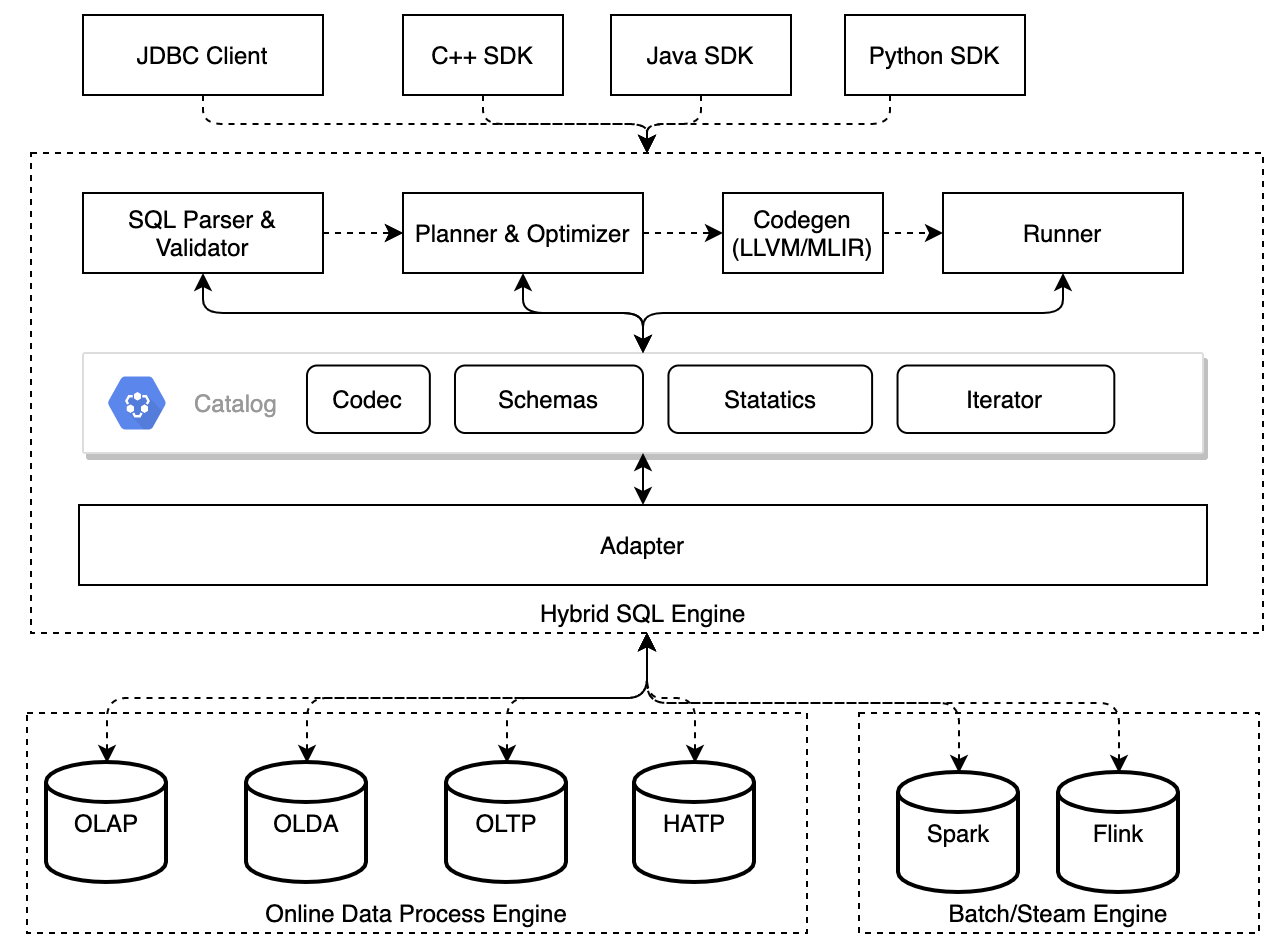 JDBC Client
C++ SDK
Java SDK
Python SDK
SQL Parser &
Validator
Planner & Optimizer
Codegen
(LLVM/MLIR)
Runner
Catalog
Codec
Schemas
Statatics
Iterator
Adapter
Hybrid SQL Engine
OLAP
OLDA
OLTP
HATP
Spark
Flink
Online Data Process Engine
Batch/Steam Engine